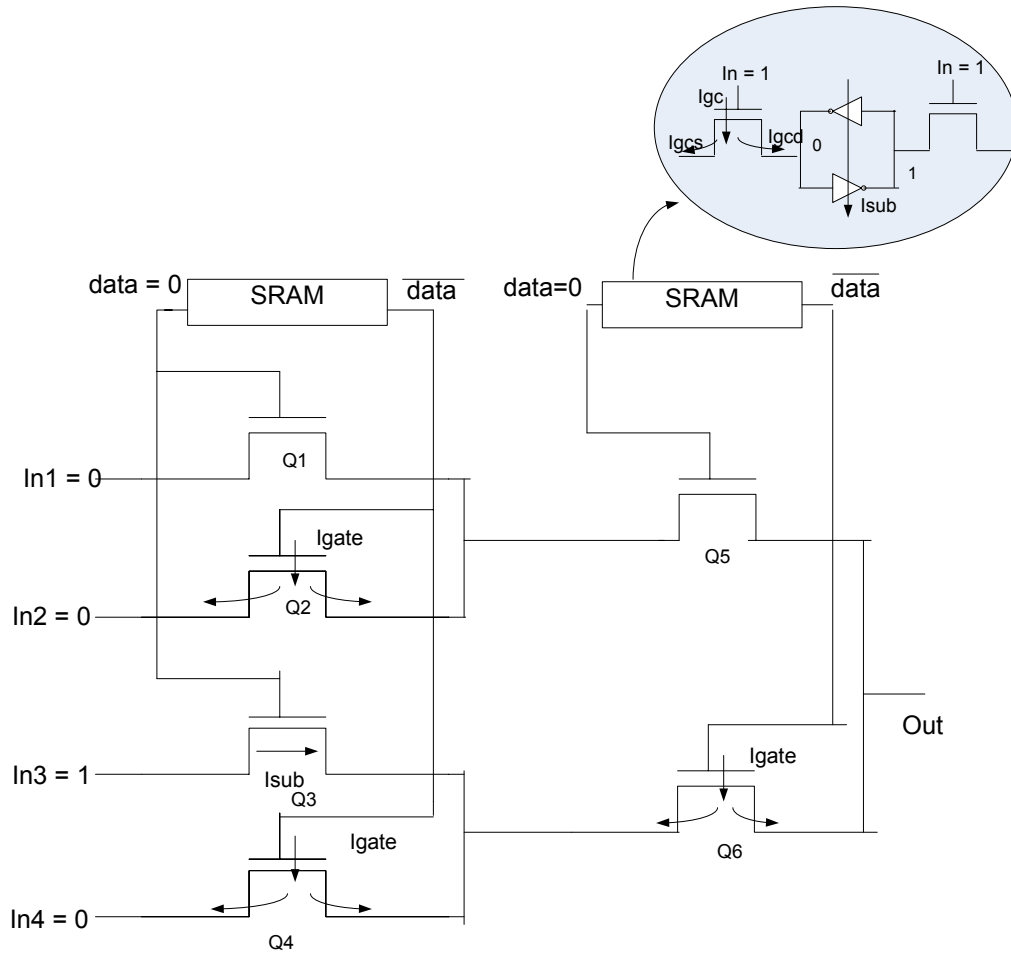 In = 1
In = 1
Igc
Igcs
Igcd
0
1
Isub
data = 0
SRAM
data
data=0
SRAM
data
Q1
In1 = 0
Igate
Q2
In2 = 0
Q5
Out
In3 = 1
Isub
Q3
Igate
Igate
Q6
In4 = 0
Q4